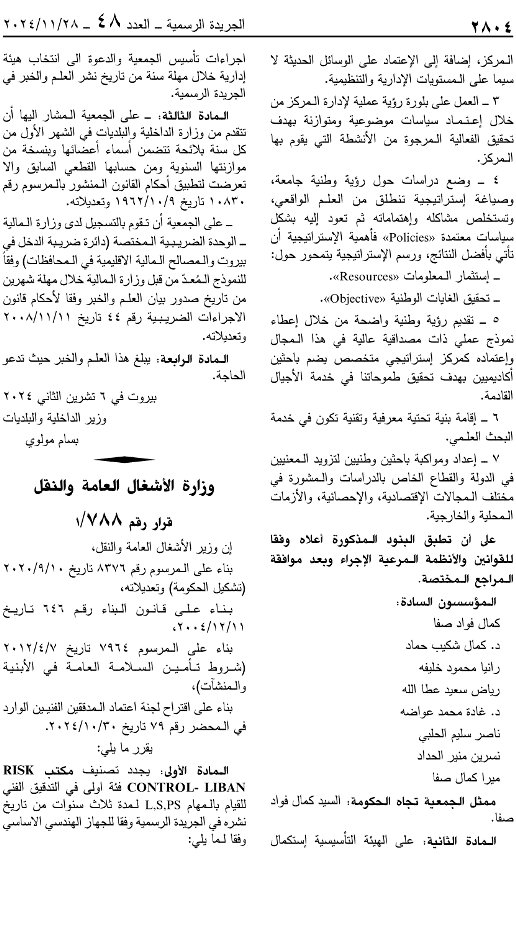 ٢٨٠٤
الجريدة الرسمية – العدد ٤٨ – ٢٠٢٤/١١/٢٨
المركز، إضافة إلى الإعتماد على الوسائل الحديثة لا
سيما على المستويات الإدارية والتنظيمية.
٣ – العمل على بلورة رؤية عملية لإدارة المركز من
خلال إعتماد سياسات موضوعية ومتوازنة بهدف
تحقيق الفعالية المرجوة من الأنشطة التي يقوم بها
المركز.
٤ – وضع دراسات حول رؤية وطنية جامعة،
وصياغة إستراتيجية تنطلق من العلم الواقعي،
وتستخلص مشاكله وإهتماماته ثم تعود إليه بشكل
سياسات معتمدة «Policies» فأهمية الإستراتيجية أن
تأتي بأفضل النتائج، ورسم الإستراتيجية يتمحور حول:
– إستثمار المعلومات «Resources».
– تحقيق الغايات الوطنية «Objective».
٥ – تقديم رؤية وطنية واضحة من خلال إعطاء
نموذج عملي ذات مصداقية عالية في هذا المجال
وإعتماده كمركز إستراتيجي متخصص يضم باحثين
أكاديميين بهدف تحقيق طموحاتنا في خدمة الأجيال
القادمة.
٦ – إقامة بنية تحتية معرفية وتقنية تكون في خدمة
البحث العلمي.
٧ – إعداد ومواكبة باحثين وطنيين لتزويد المعنيين
في الدولة والقطاع الخاص بالدراسات والمشورة في
مختلف المجالات الإقتصادية، والإحصائية، والأزمات
المحلية والخارجية.
على أن تطبق البنود المذكورة أعلاه وفقا
للقوانين والأنظمة المرعية الإجراء وبعد موافقة
المراجع المختصة.
المؤسسون السادة:
كمال فواد صفا
د. كمال شكيب حماد
رانيا محمود خليفه
رياض سعيد عطا الله
د. غادة محمد عواضه
ناصر سليم الحلبي
نسرين منير الحداد
ميرا كمال صفا
ممثل الجمعية تجاه الحكومة: السيد كمال فواد
صفا.
المادة الثانية: على الهيئة التأسيسية إستكمال
اجراءات تأسيس الجمعية والدعوة الى انتخاب هيئة
إدارية خلال مهلة سنة من تاريخ نشر العلم والخبر في
الجريدة الرسمية.
المادة الثالثة: – على الجمعية المشار اليها أن
تتقدم من وزارة الداخلية والبلديات في الشهر الأول من
كل سنة بلائحة تتضمن أسماء أعضائها وبنسخة من
موازنتها السنوية ومن حسابها القطعي السابق والا
تعرضت لتطبيق أحكام القانون المنشور بالمرسوم رقم
١٠٨٣٠ تاريخ ١٩٦٢/١٠/٩ وتعديلاته.
– على الجمعية أن تقوم بالتسجيل لدى وزارة المالية
– الوحدة الضريبية المختصة (دائرة ضريبة الدخل في
بيروت والمصالح المالية الاقليمية في المحافظات) وفقاً
للنموذج المُعدّ من قبل وزارة المالية خلال مهلة شهرين
من تاريخ صدور بيان العلم والخبر وفقا لأحكام قانون
الاجراءات الضريبية رقم ٤٤ تاريخ ٢٠٠٨/١١/١١
وتعديلاته.
المادة الرابعة: يبلغ هذا العلم والخبر حيث تدعو
الحاجة.
بيروت في ٦ تشرين الثاني ٢٠٢٤
وزير الداخلية والبلديات
بسام مولوي
وزارة الأشغال العامة والنقل
قرار رقم ١/٧٨٨
إن وزير الأشغال العامة والنقل،
بناء على المرسوم رقم ٨٣٧٦ تاريخ ٢٠٢٠/٩/١٠
(تشكيل الحكومة) وتعديلاته،
بناء على قانون البناء رقم ٦٤٦ تاريخ
٢٠٠٤/١٢/١١،
بناء على المرسوم ٧٩٦٤ تاريخ ٢٠١٢/٤/٧
(شروط تأمين السلامة العامة في الأبنية
والمنشآت)،
بناء على اقتراح لجنة اعتماد المدققين الفنيين الوارد
في المحضر رقم ٧٩ تاريخ ٢٠٢٤/١٠/٣٠.
يقرر ما يلي:
المادة الأولى: يجدد تصنيف مكتب RISK
CONTROL- LIBAN فئة اولى في التدقيق الفني
للقيام بالمهام L,S,PS لمدة ثلاث سنوات من تاريخ
نشره في الجريدة الرسمية وفقا للجهاز الهندسي الاساسي
وفقا لما يلي: